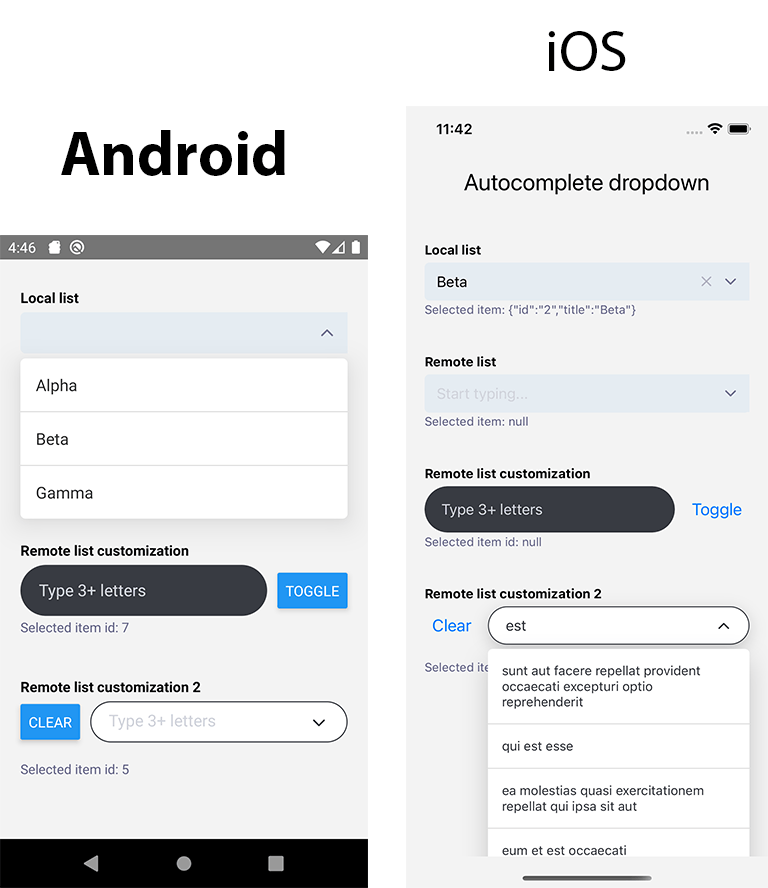 Android
4:46
Local list
Alpha
Beta
Gamma
Remote list customization
Type 3+ letters
TOGGLE
Selected item id: 7
Remote list customization 2
CLEAR
Type 3+ letters
Selected item id: 5
iOS
11:42
Autocomplete dropdown
Local list
Beta
Selected item: {"id":"2","title":"Beta"}
Remote list
Start typing...
Selected item: null
Remote list customization
Type 3+ letters
Toggle
Selected item id: null
Remote list customization 2
Clear
est
Selected ite
sunt aut facere repellat provident
occaecati excepturi optio
reprehenderit
qui est esse
ea molestias quasi exercitationem
repellat qui ipsa sit aut
eum et est occaecati